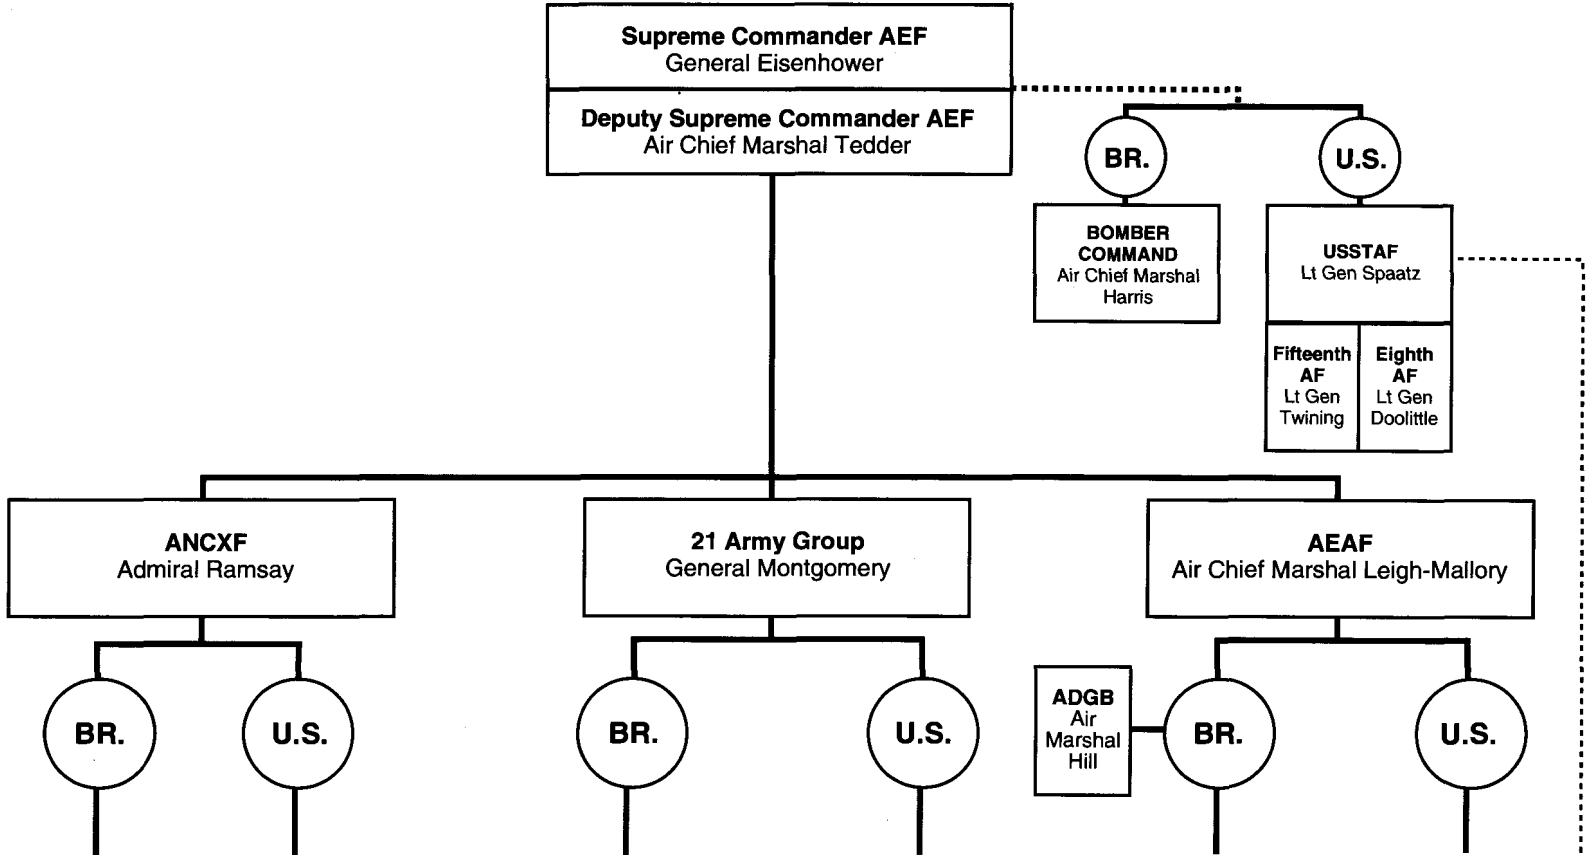 Supreme Commander AEF
General Eisenhower
Deputy Supreme Commander AEF
Air Chief Marshal Tedder
BR.
U.S.
BOMBER
COMMAND
Air Chief Marshal
Harris
USSTAF
Lt Gen Spaatz
Fifteenth
AF
Lt Gen
Twining
Eighth
AF
Lt Gen
Doolittle
ANCXF
Admiral Ramsay
21 Army Group
General Montgomery
AEAF
Air Chief Marshal Leigh-Mallory
BR.
U.S.
BR.
U.S.
ADGB
Air
Marshal
Hill
BR.
U.S.